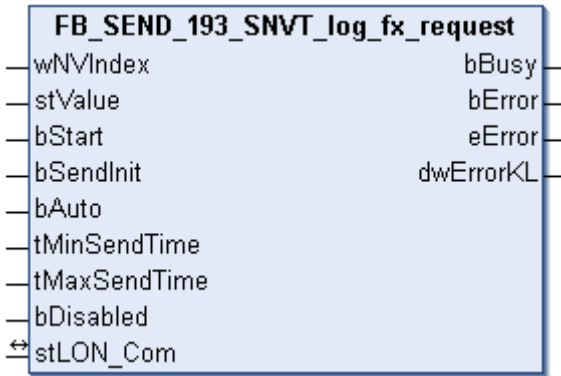 FB_SEND_193_SNVT_log_fx_request
wNVIndex bBusy
stValue bError
bStart eError
bSendInit dwErrorKL
bAuto
tMinSendTime
tMaxSendTime
bDisabled
stLON_Com